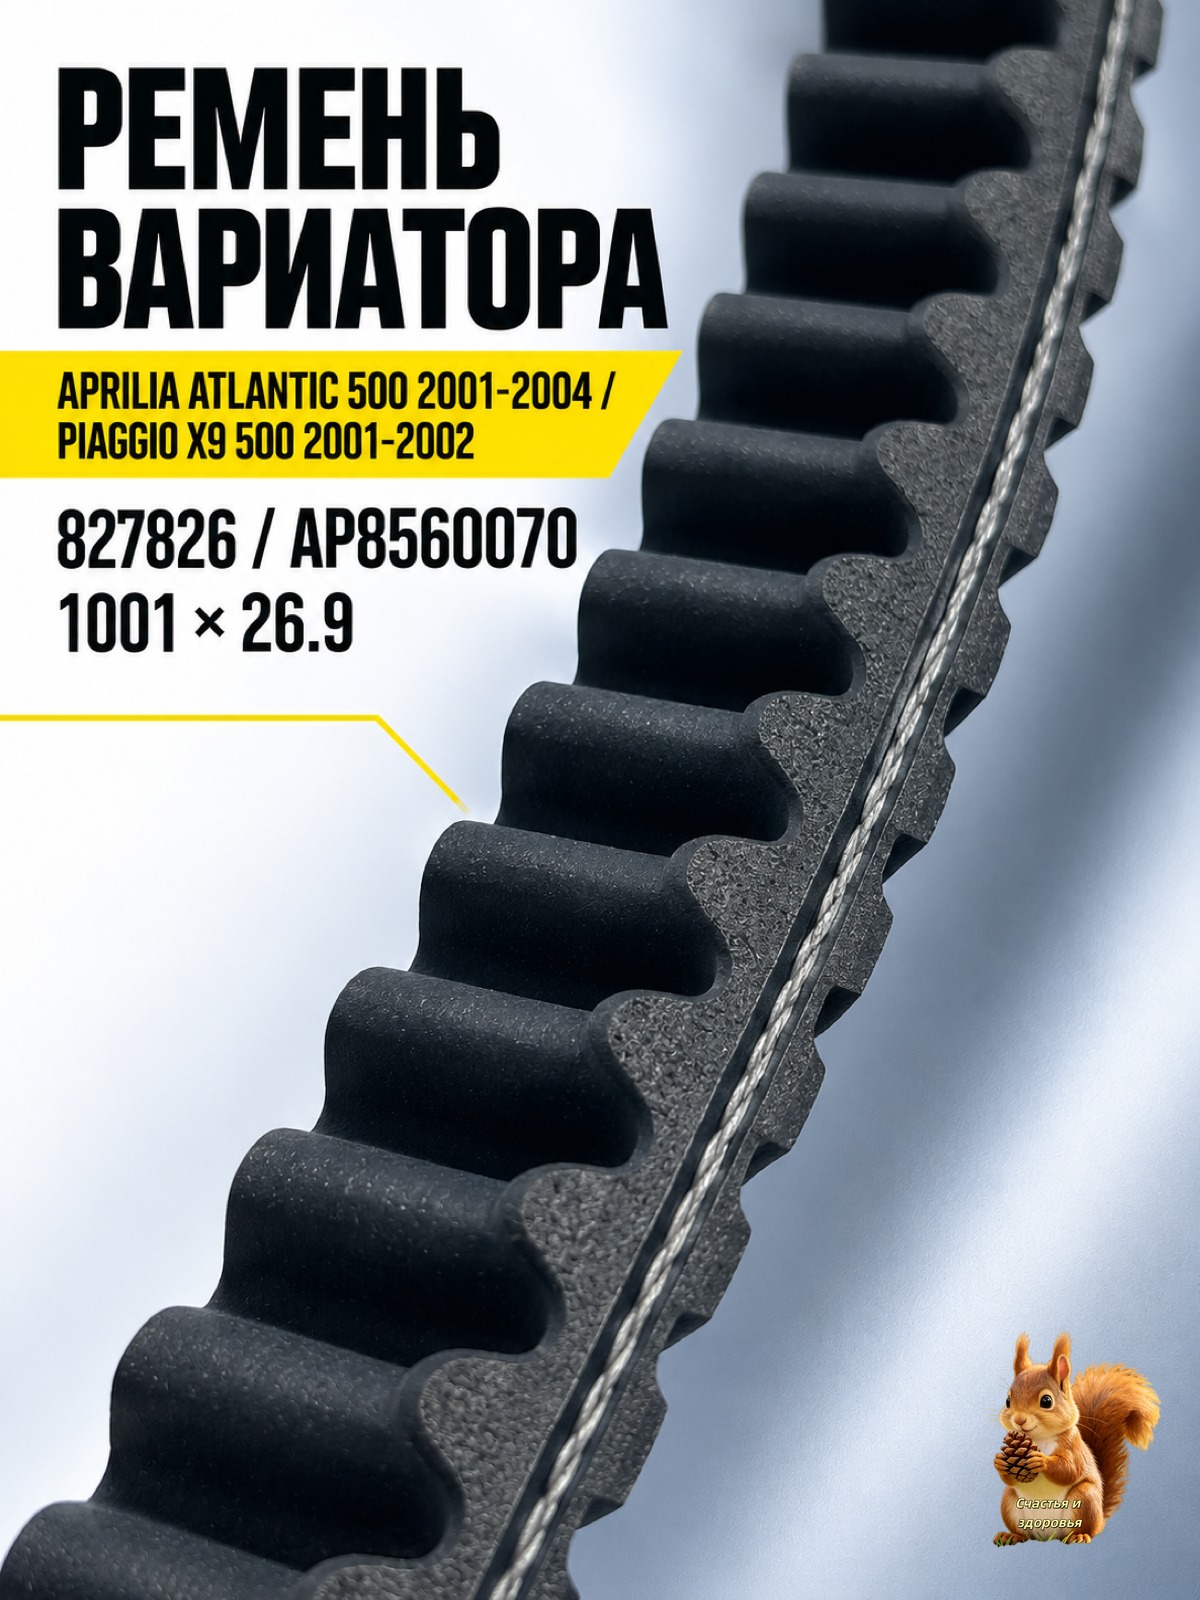 РЕМЕНЬ
ВАРИАТОРА
APRILIA ATLANTIC 500 2001-2004 /
PIAGGIO X9 500 2001-2002
827826 / AP8560070
1001 × 26.9
Счастья и
здоровья